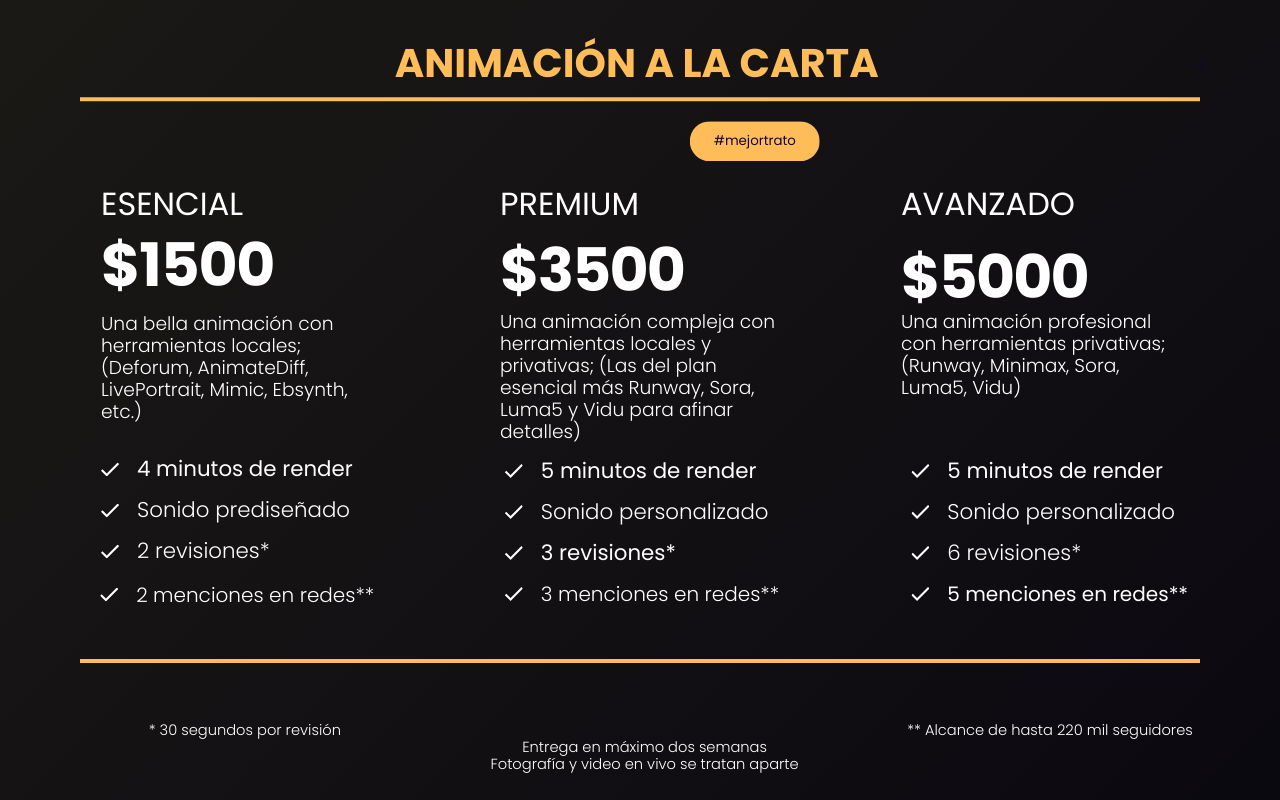 ANIMACIÓN A LA CARTA
#mejortrato
ESENCIAL
$1500
Una bella animación con
herramientas locales;
(Deforum, AnimateDiff,
LivePortrait, Mimic, Ebsynth,
etc.)
4 minutos de render
Sonido prediseñado
2 revisiones*
2 menciones en redes**
PREMIUM
$3500
Una animación compleja con
herramientas locales y
privativas; (Las del plan
esencial más Runway, Sora,
Luma5 y Vidu para afinar
detalles)
5 minutos de render
Sonido personalizado
3 revisiones*
3 menciones en redes**
AVANZADO
$5000
Una animación profesional
con herramientas privativas;
(Runway, Minimax, Sora,
Luma5, Vidu)
5 minutos de render
Sonido personalizado
6 revisiones*
5 menciones en redes**
* 30 segundos por revisión
Entrega en máximo dos semanas
Fotografía y video en vivo se tratan aparte
** Alcance de hasta 220 mil seguidores